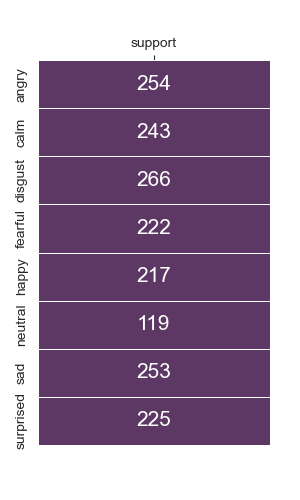 support
angry 254
calm 243
disgust 266
fearful 222
happy 217
neutral 119
sad 253
surprised 225